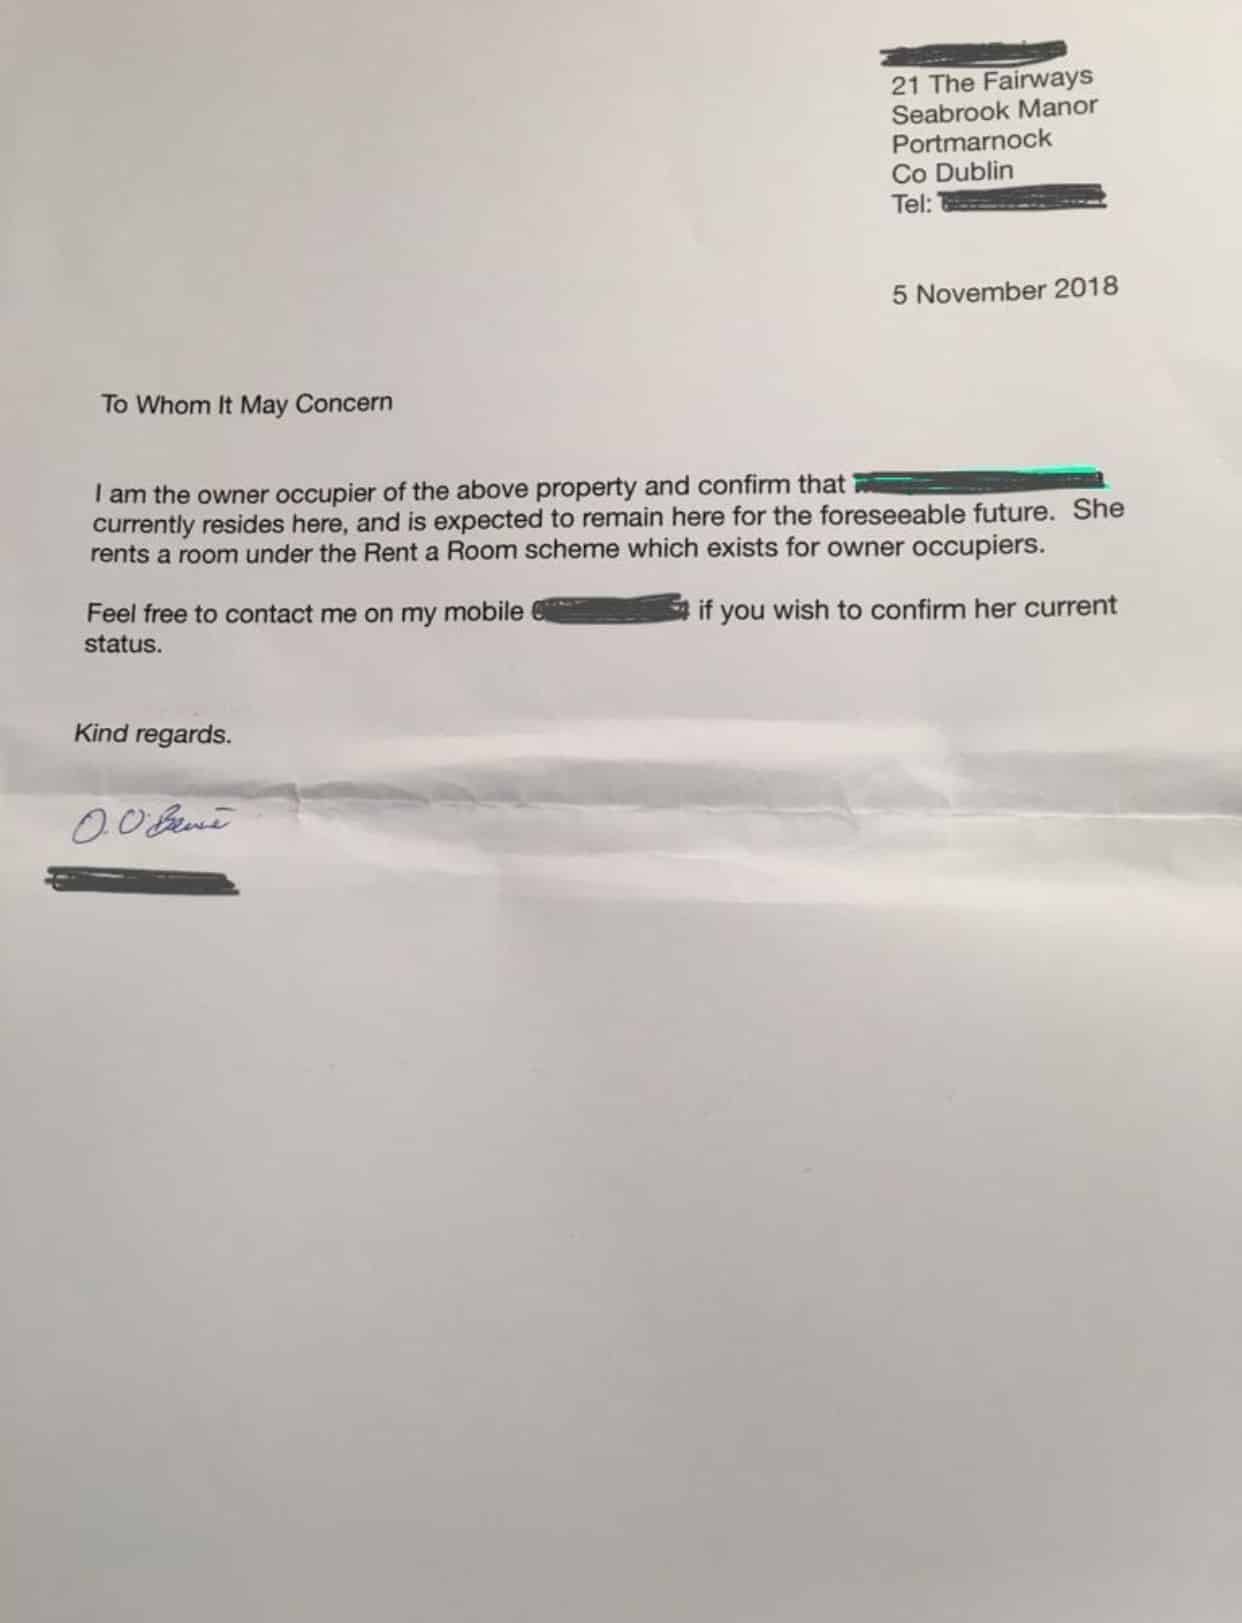 21 The Fairways
Seabrook Manor
Portmarnock
Co Dublin
Tel:
5 November 2018
To Whom It May Concern
I am the owner occupier of the above property and confirm that
currently resides here, and is expected to remain here for the foreseeable future. She
rents a room under the Rent a Room scheme which exists for owner occupiers.
Feel free to contact me on my mobile if you wish to confirm her current
status.
Kind regards.